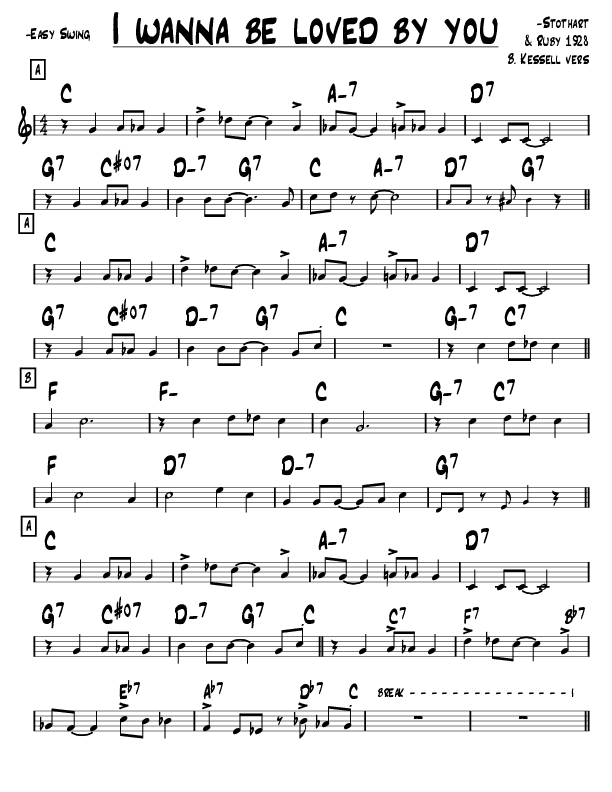 -Easy Swing I WANNA BE LOVED BY YOU -Stothart
& Ruby 1928
B. Kessell vers
A
C A-7 D7
G7 C#o7 D-7 G7 C A-7 D7 G7
A
C A-7 D7
G7 C#o7 D-7 G7 C G-7 C7
B
F F- C G-7 C7
F D7 D-7 G7
A
C A-7 D7
G7 C#o7 D-7 G7 C C7 F7 Bb7
Eb7 Ab7 Db7 C BREAK